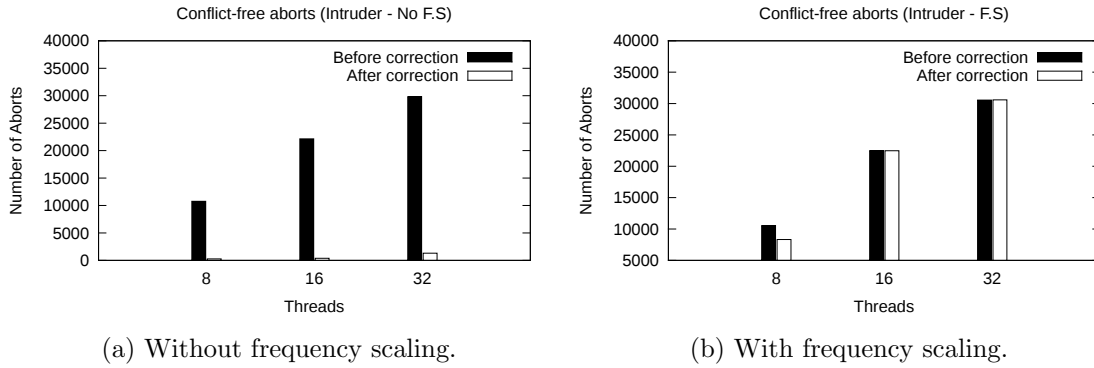 Conflict-free aborts (Intruder - No F.S)
40000
35000
30000
25000
20000
15000
10000
5000
0
Number of Aborts
Before correction
After correction
8 16 32
Threads
(a) Without frequency scaling.
Conflict-free aborts (Intruder - F.S)
40000
35000
30000
25000
20000
15000
10000
5000
Number of Aborts
Before correction
After correction
8 16 32
Threads
(b) With frequency scaling.